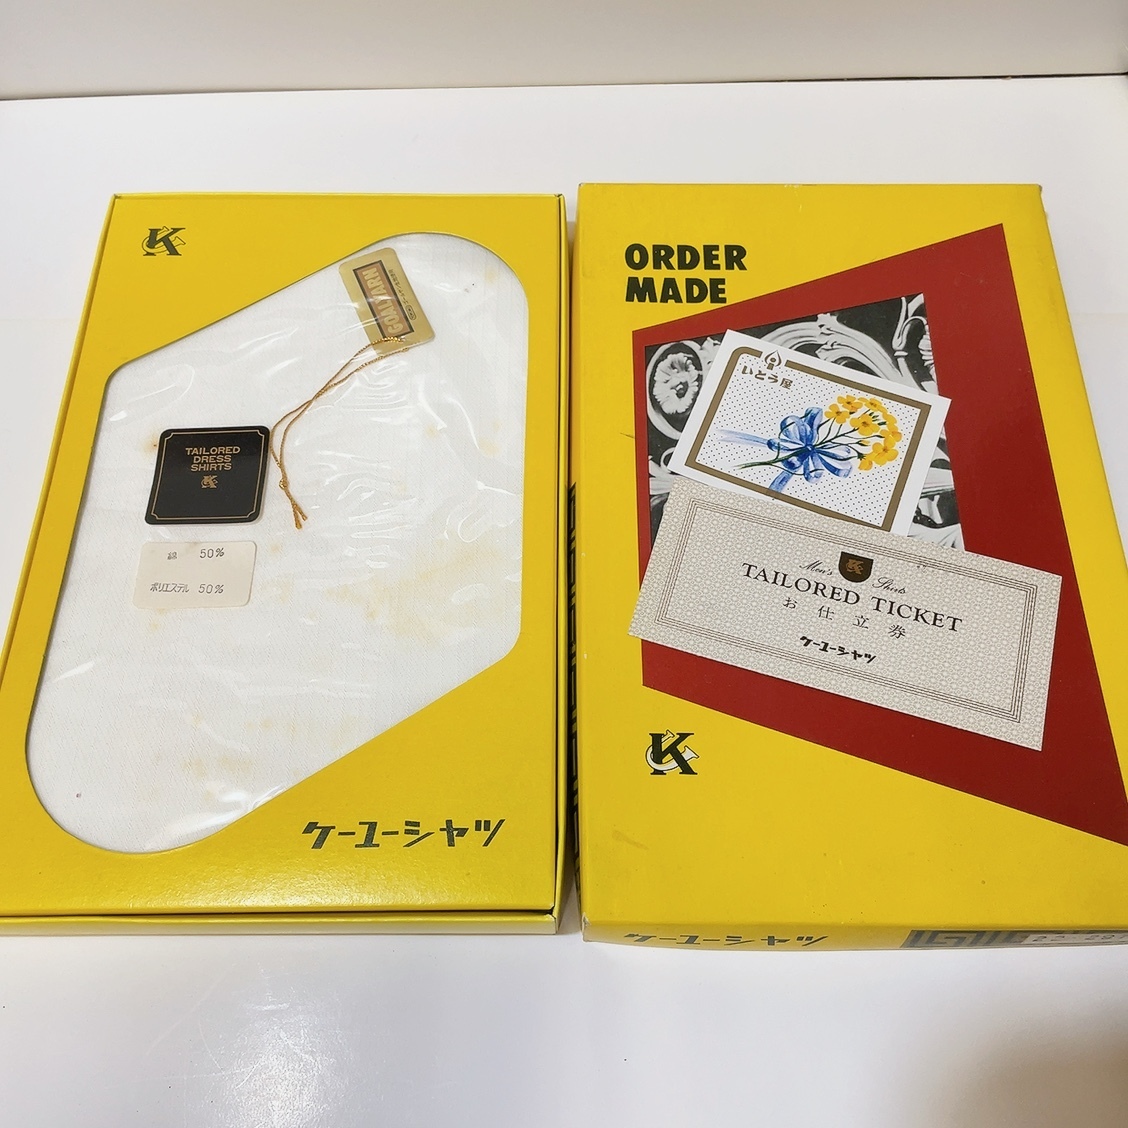 K
COALYARN
TAILORED
DRESS
SHIRTS
K
綿 50%
ポリエステル 50%
ケーユーシャツ
ORDER
MADE
いとう屋
Men's Shirts
TAILORED TICKET
お仕立券
ケーユーシャツ
K
ケーユーシャツ